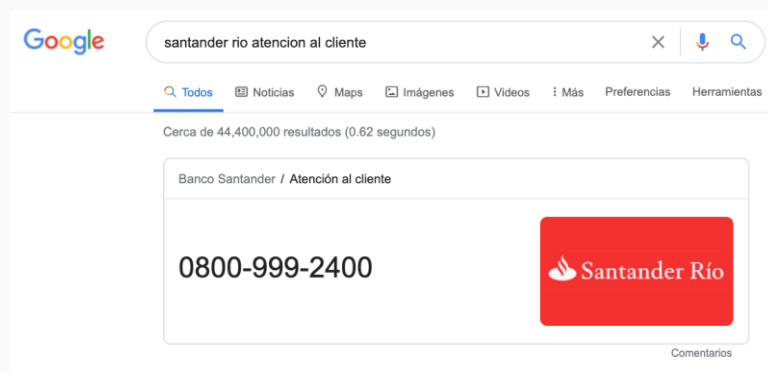 Google
santander rio atencion al cliente
Todos Noticias Maps Imágenes Videos Más Preferencias Herramientas
Cerca de 44,400,000 resultados (0.62 segundos)
Banco Santander / Atención al cliente
0800-999-2400
Santander Río
Comentarios